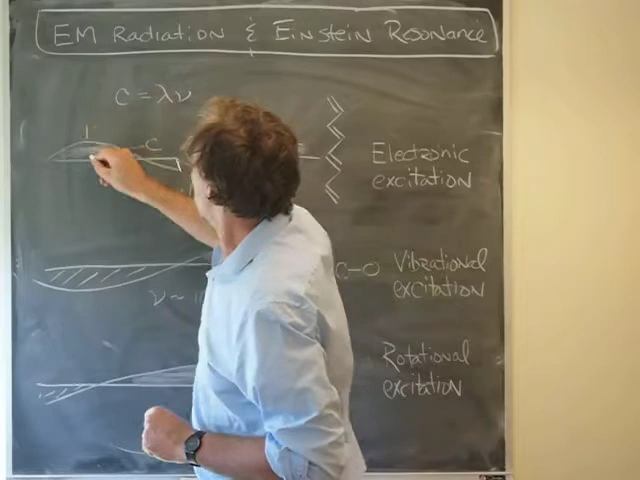 EM Radiation & Einstein Resonance
C = λν
C
Electronic
excitation
C-O Vibrational
excitation
ν ~
Rotational
excitation